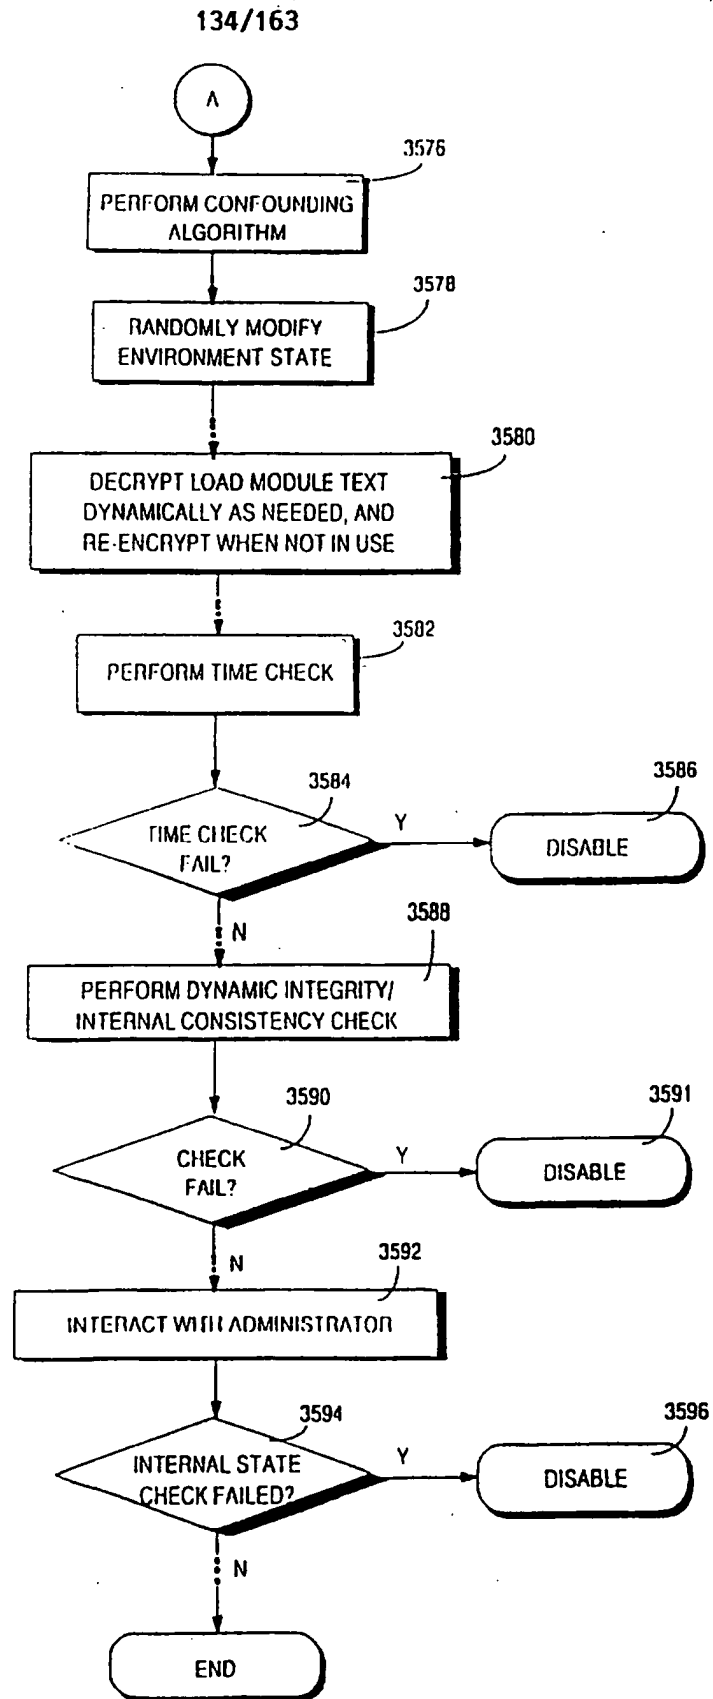 134/163
A
3576
PERFORM CONFOUNDING
ALGORITHM
3578
RANDOMLY MODIFY
ENVIRONMENT STATE
3580
DECRYPT LOAD MODULE TEXT
DYNAMICALLY AS NEEDED, AND
RE-ENCRYPT WHEN NOT IN USE
3582
PERFORM TIME CHECK
3584
TIME CHECK
FAIL?
Y
3586
DISABLE
N
3588
PERFORM DYNAMIC INTEGRITY/
INTERNAL CONSISTENCY CHECK
3590
CHECK
FAIL?
Y
3591
DISABLE
N
3592
INTERACT WITH ADMINISTRATOR
3594
INTERNAL STATE
CHECK FAILED?
Y
3596
DISABLE
N
END